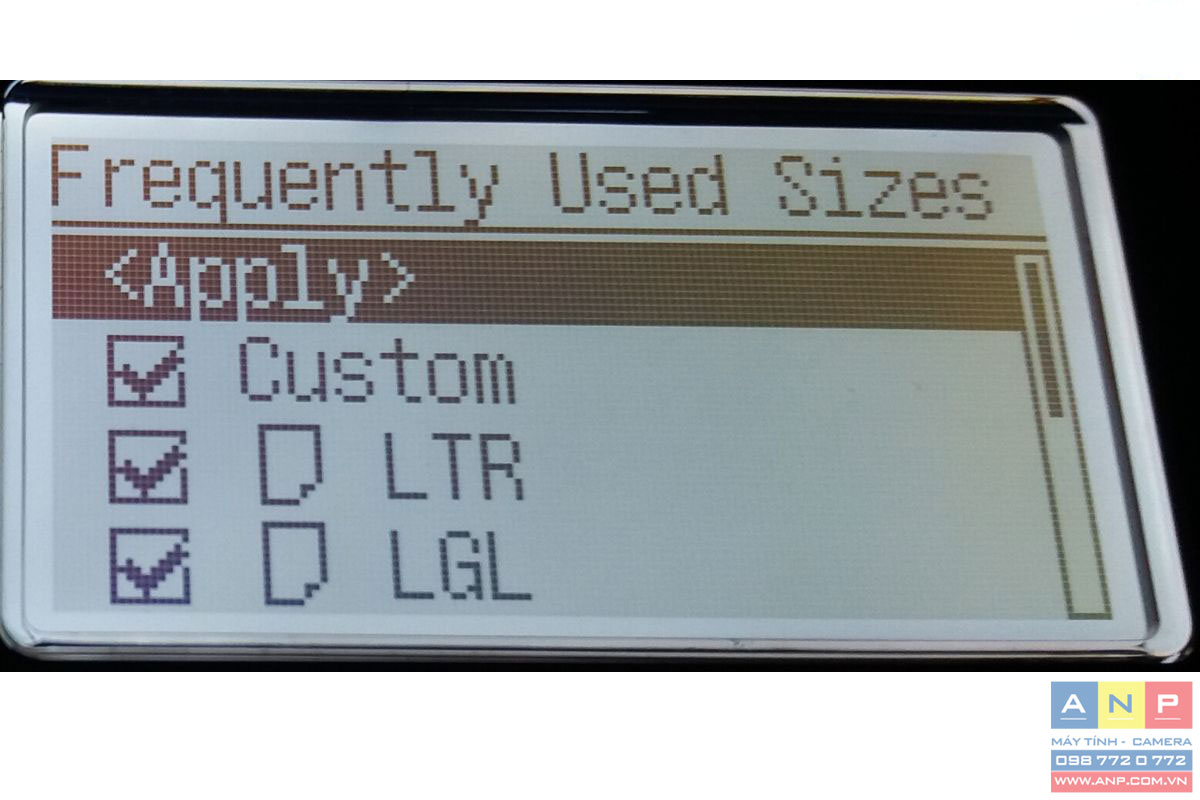 Frequently Used Sizes
<Apply>
Custom
LTR
LGL
ANP
MÁY TÍNH - CAMERA
098 772 0 772
WWW.ANP.COM.VN